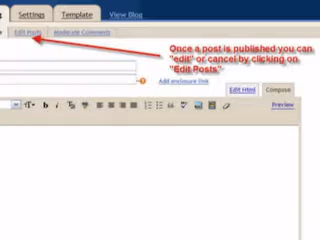 Settings Template View Blog
Edit Posts Moderate Comments
Once a post is published you can
"edit" or cancel by clicking on
"Edit Posts"
Add enclosure link
Edit Html Compose
b i T
Preview